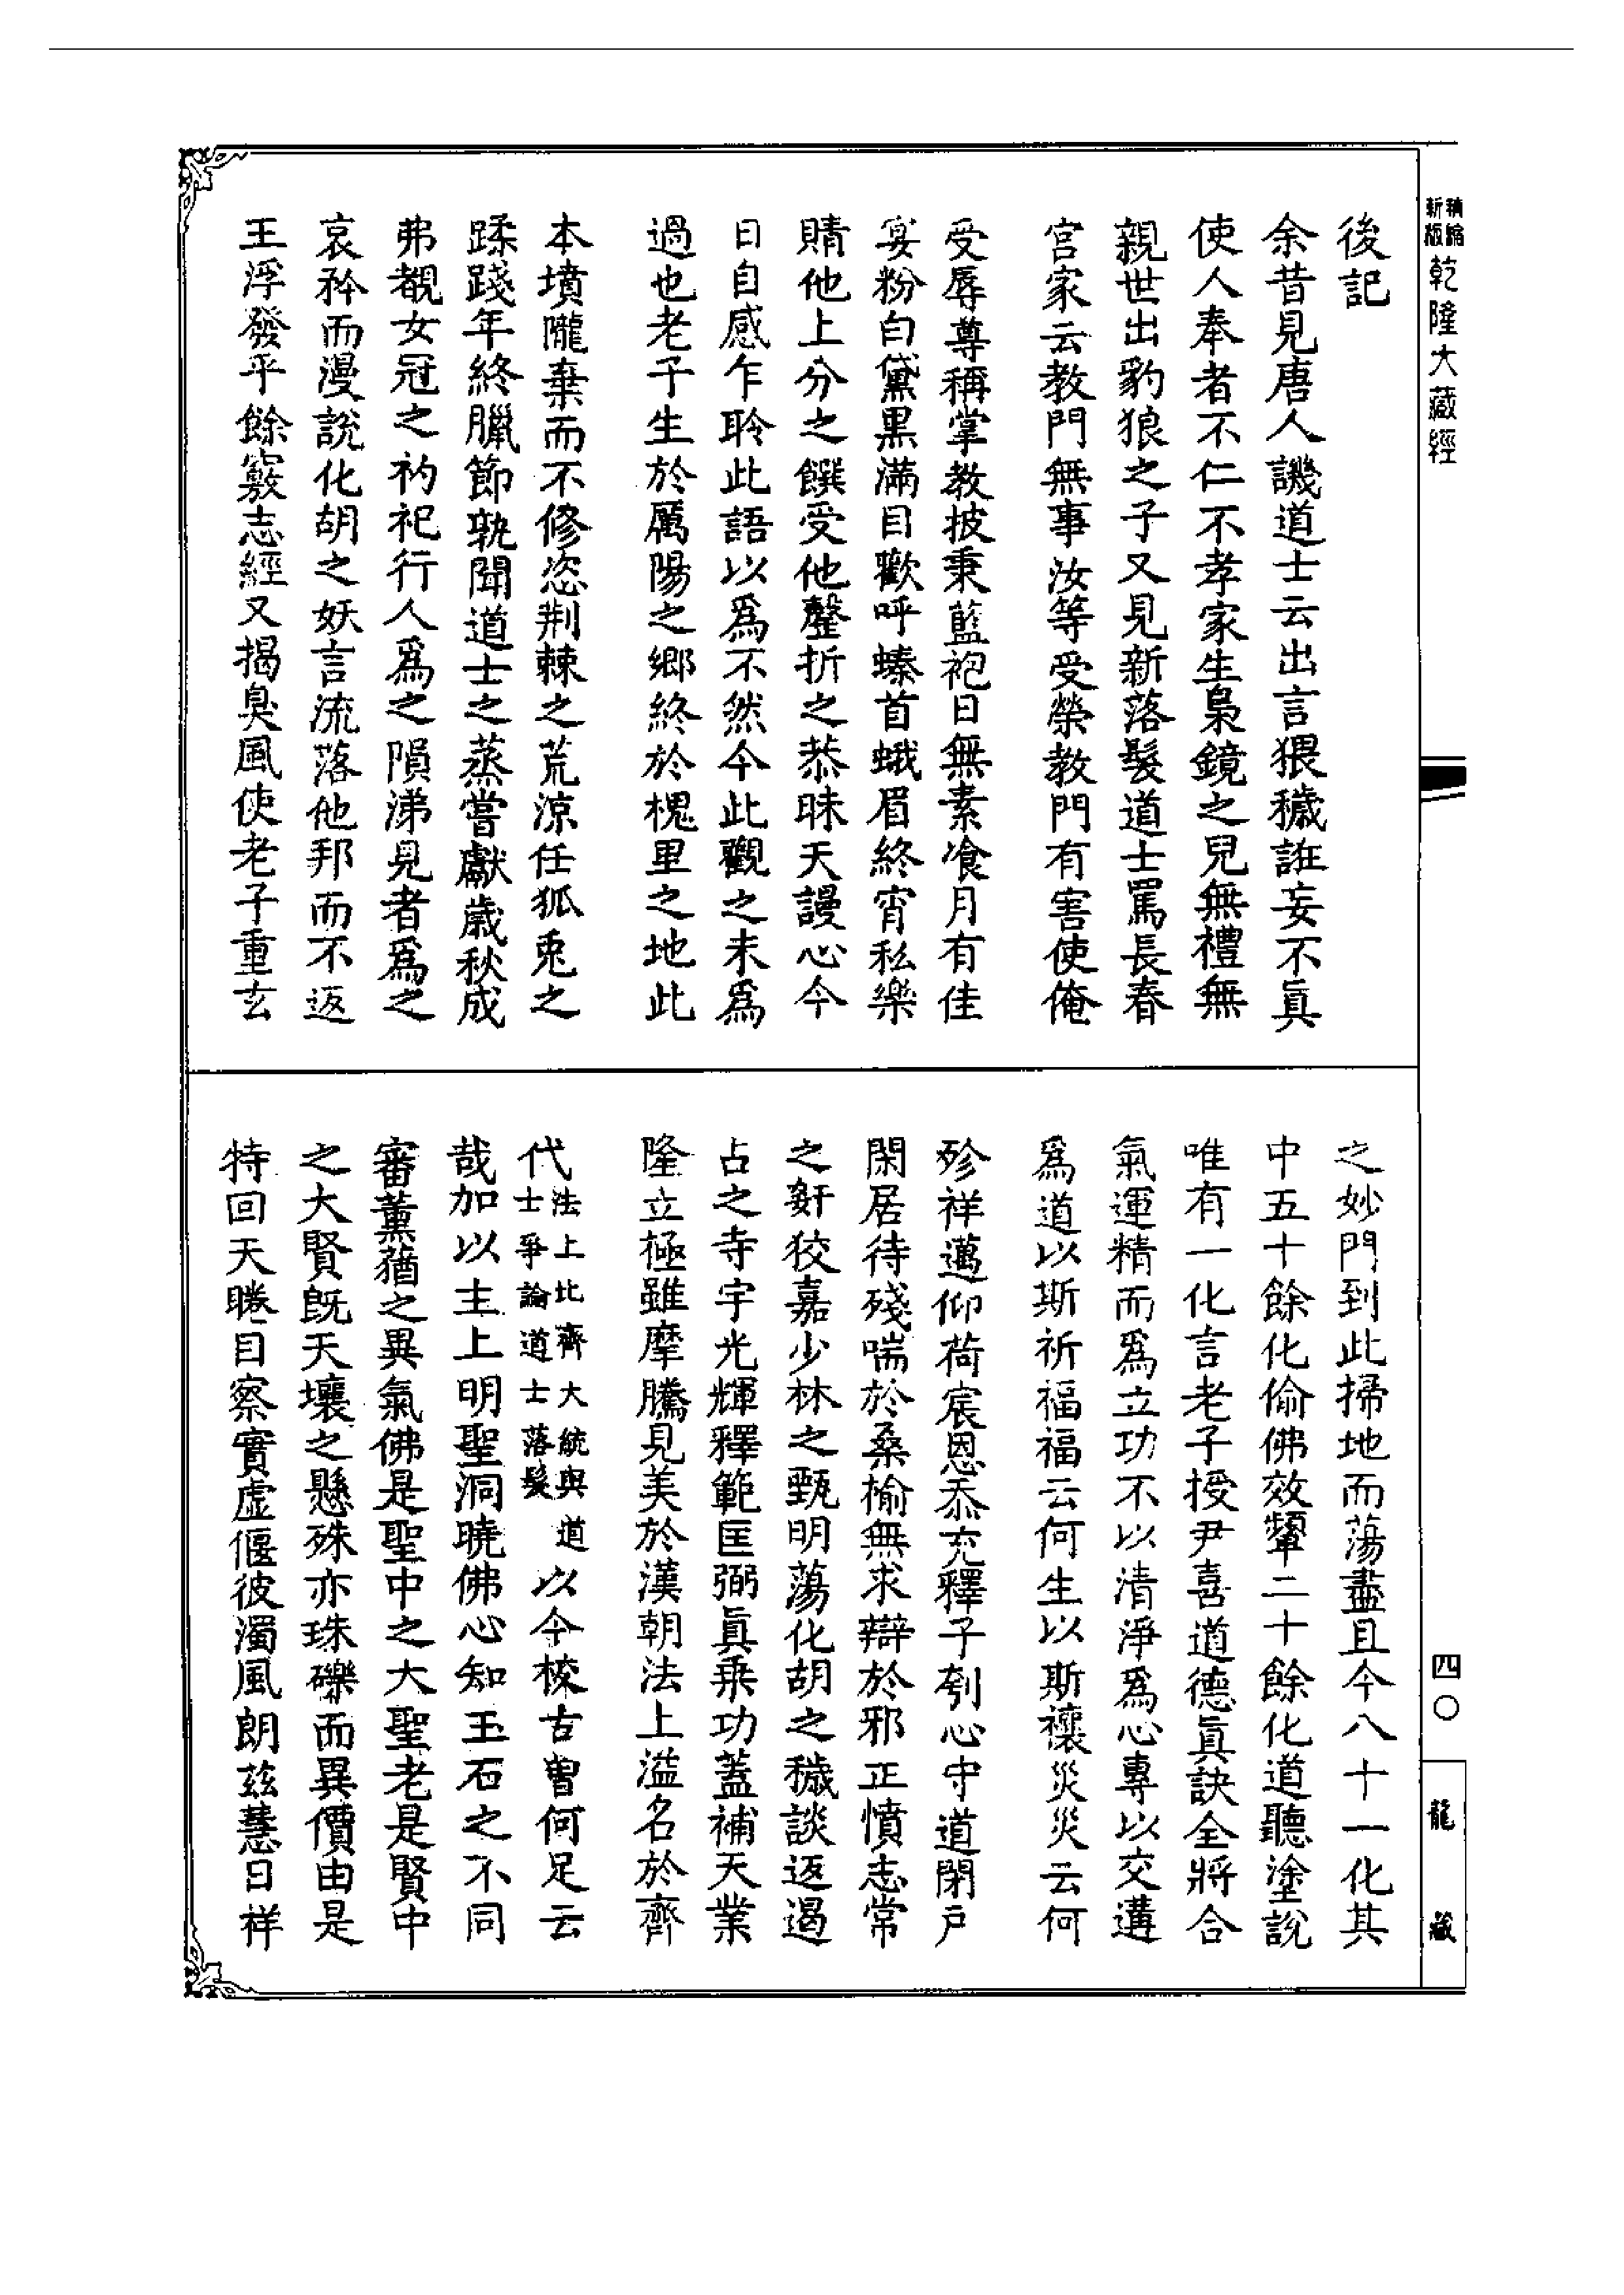 新版精縮乾隆大藏經
四〇
龍藏
後記
余昔見唐人譏道士云出言猥穢誑妄不眞
使人奉者不仁不孝家生梟鏡之兒無禮無
親世出豹狼之子又見新落髮道士罵長春
宮家云教門無事汝等受榮教門有害使俺
受辱尊稱掌教披秉藍袍日無素飡月有佳
宴粉白黛黑滿目歡呼螓首蛾眉終宵私樂
睛他上分之饌受他罄折之恭昧天謾心今
日自感乍聆此語以爲不然今此觀之未爲
過也老子生於厲陽之鄉終於槐里之地此
本墳隴棄而不修恣荆棘之荒涼任狐兎之
蹂踐年終臘節孰聞道士之蒸嘗獻歲秋成
弗覩女冠之礿祀行人爲之隕涕見者爲之
哀矜而漫說化胡之妖言流落他邦而不返
王浮發乎餘竅志經又揭臭風使老子重玄
之妙門到此掃地而蕩盡且今八十一化其
中五十餘化偷佛效顰二十餘化道聽塗說
唯有一化言老子授尹喜道德眞訣全將合
氣運精而爲立功不以清淨爲心專以交遘
爲道以斯祈福福云何生以斯禳災災云何
殄祥邁仰荷宸恩忝充釋子刳心守道閉戶
閑居待殘喘於桑榆無求辯於邪正憤志常
之姧狡嘉少林之甄明蕩化胡之穢談返遏
占之寺宇光輝釋範匡弼眞乗功蓋補天業
隆立極雖摩騰見美於漢朝法上溢名於齊
代法上比齊大統與道士爭論道士落髮以今校古曽何足云
哉加以主上明聖洞曉佛心知玉石之不同
審薰蕕之異氣佛是聖中之大聖老是賢中
之大賢旣天壤之懸殊亦珠礫而異價由是
特回天睠目察實虛偃彼濁風朗茲慧日祥